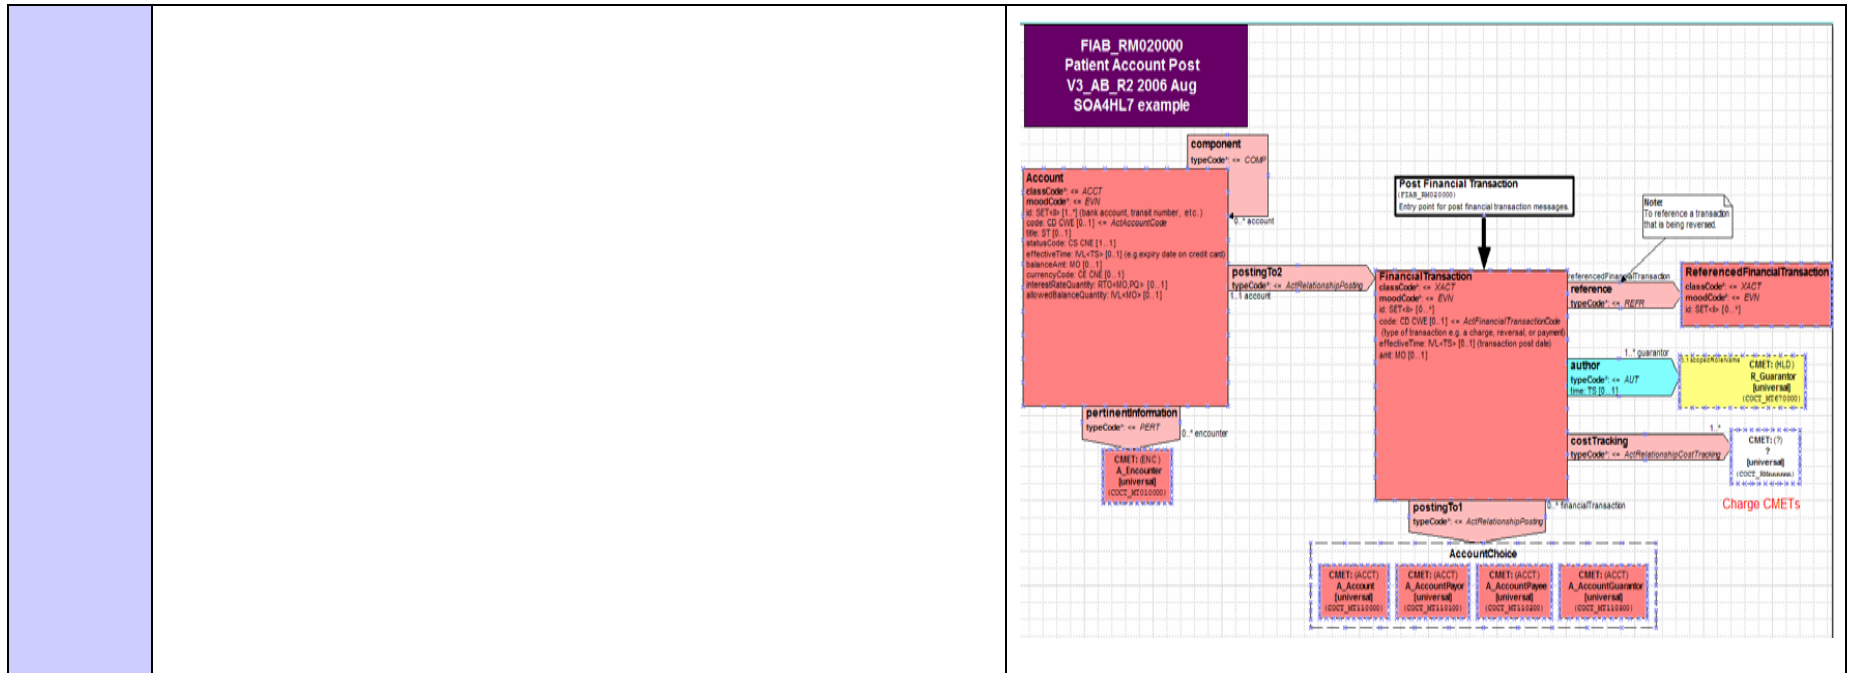 FIAB_RM020000
Patient Account Post
V3_AB_R2 2006 Aug
SOA4HL7 example
component
typeCode*: <= COMP
0..* account
Account
classCode*: <= ACCT
moodCode*: <= EVN
id: SET<II> [1..*] (bank account, transit number, etc.)
code: CD CWE [0..1] <= ActAccountCode
title: ST [0..1]
statusCode: CS CNE [1..1]
effectiveTime: IVL<TS> [0..1] (e.g.expiry date on credit card)
balanceAmt: MO [0..1]
currencyCode: CE CNE [0..1]
interestRateQuantity: RTO<MO,PQ> [0..1]
allowedBalanceQuantity: IVL<MO> [0..1]
postingTo2
typeCode*: <= ActRelationshipPosting
1..1 account
pertinentInformation
typeCode*: <= PERT
0..* encounter
CMET: (ENC)
A_Encounter
[universal]
(COCT_MT010000)
Post Financial Transaction
(FIAB_RM020000)
Entry point for post financial transaction messages.
Note:
To reference a transaction
that is being reversed.
FinancialTransaction
classCode*: <= XACT
moodCode*: <= EVN
id: SET<II> [0..*]
code: CD CWE [0..1] <= ActFinancialTransactionCode
(type of transaction e.g. a charge, reversal, or payment)
effectiveTime: IVL<TS> [0..1] (transaction post date)
amt: MO [0..1]
referencedFinancialTransaction
reference
typeCode*: <= REFR
ReferencedFinancialTransaction
classCode*: <= XACT
moodCode*: <= EVN
id: SET<II> [0..*]
1..* guarantor
author
typeCode*: <= AUT
time: TS [0..1]
CMET: (HLD)
R_Guarantor
[universal]
(COCT_MT670000)
1..*
costTracking
typeCode*: <= ActRelationshipCostTracking
CMET: (?)
?
[universal]
Charge CMETs
postingTo1
typeCode*: <= ActRelationshipPosting
0..* financialTransaction
AccountChoice
CMET: (ACCT)
A_Account
[universal]
(COCT_MT110000)
CMET: (ACCT)
A_AccountPayor
[universal]
(COCT_MT110100)
CMET: (ACCT)
A_AccountPayee
[universal]
(COCT_MT110200)
CMET: (ACCT)
A_AccountGuarantor
[universal]
(COCT_MT110300)